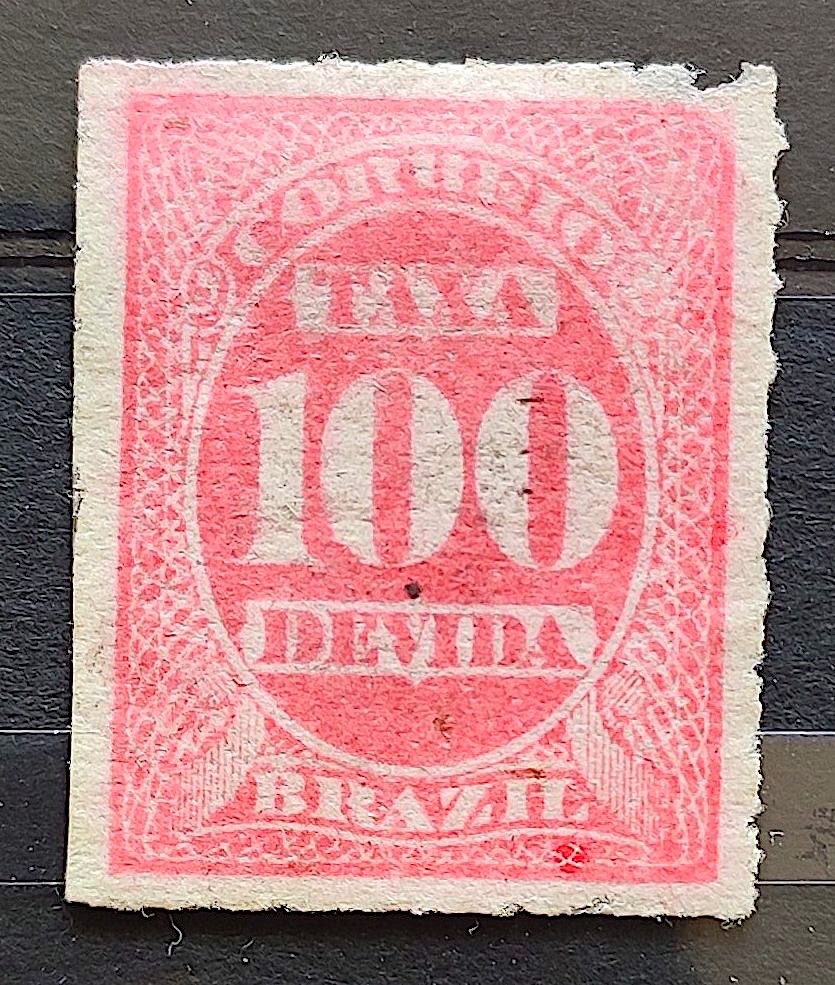 CORREIO
TAXA
100
DEVIDA
BRAZIL